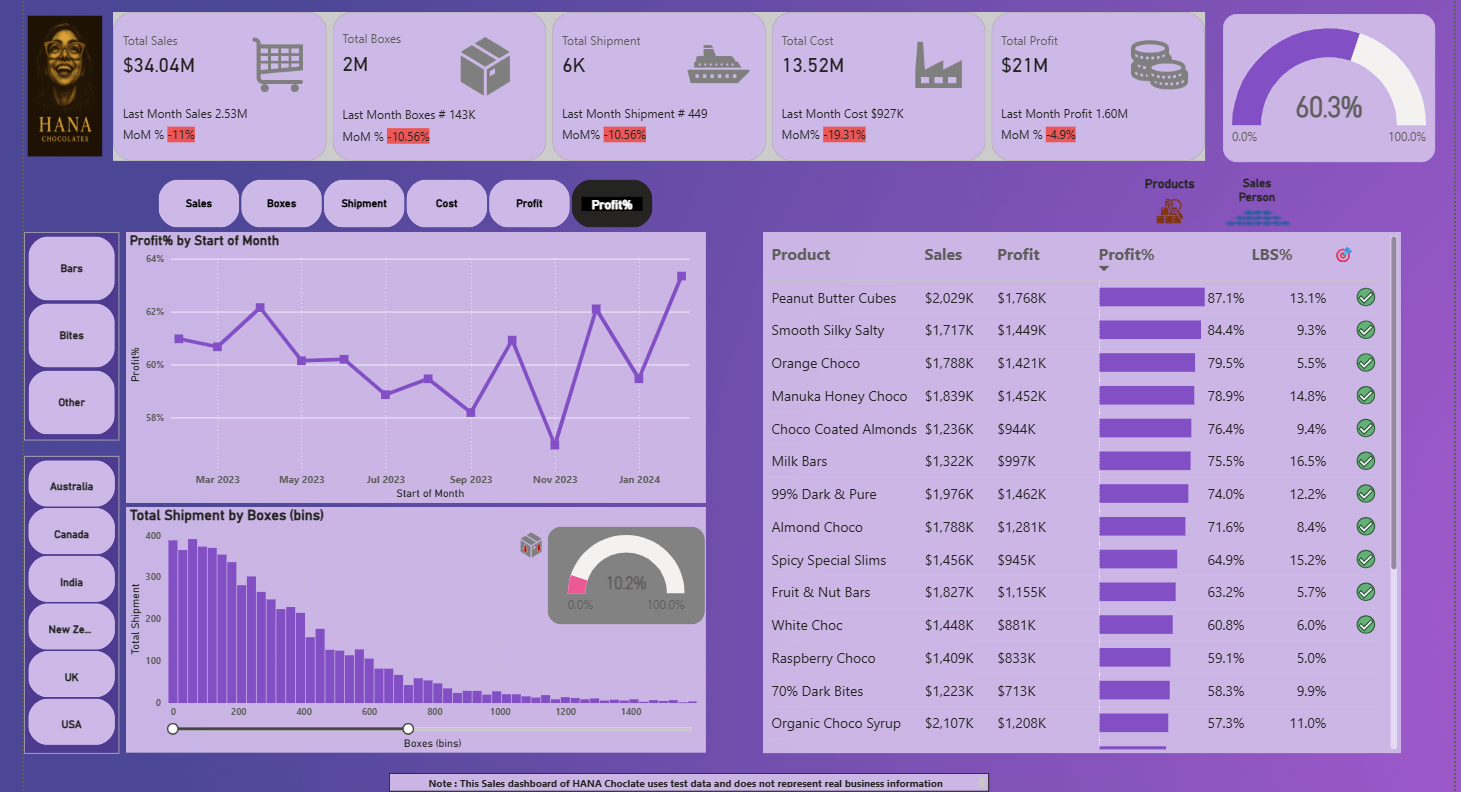 HANA
CHOCOLATES
Total Sales
$34.04M
Last Month Sales 2.53M
MoM % -11%
Total Boxes
2M
Last Month Boxes # 143K
MoM % -10.56%
Total Shipment
6K
Last Month Shipment # 449
MoM% -10.56%
Total Cost
13.52M
Last Month Cost $927K
MoM% -19.31%
Total Profit
$21M
Last Month Profit 1.60M
MoM % -4.9%
60.3%
0.0% 100.0%
Sales Boxes Shipment Cost Profit Profit%
Products
Sales
Person
Bars
Bites
Other
Australia
Canada
India
New Ze...
UK
USA
Profit% by Start of Month
Profit%
64%
62%
60%
58%
Mar 2023 May 2023 Jul 2023 Sep 2023 Nov 2023 Jan 2024
Start of Month
Total Shipment by Boxes (bins)
Total Shipment
400
300
200
100
0
0 200 400 600 800 1000 1200 1400
Boxes (bins)
10.2%
0.0% 100.0%
Product Sales Profit Profit% LBS%
Peanut Butter Cubes $2,029K $1,768K 87.1% 13.1%
Smooth Silky Salty $1,717K $1,449K 84.4% 9.3%
Orange Choco $1,788K $1,421K 79.5% 5.5%
Manuka Honey Choco $1,839K $1,452K 78.9% 14.8%
Choco Coated Almonds $1,236K $944K 76.4% 9.4%
Milk Bars $1,322K $997K 75.5% 16.5%
99% Dark & Pure $1,976K $1,462K 74.0% 12.2%
Almond Choco $1,788K $1,281K 71.6% 8.4%
Spicy Special Slims $1,456K $945K 64.9% 15.2%
Fruit & Nut Bars $1,827K $1,155K 63.2% 5.7%
White Choc $1,448K $881K 60.8% 6.0%
Raspberry Choco $1,409K $833K 59.1% 5.0%
70% Dark Bites $1,223K $713K 58.3% 9.9%
Organic Choco Syrup $2,107K $1,208K 57.3% 11.0%
Note : This Sales dashboard of HANA Choclate uses test data and does not represent real business information